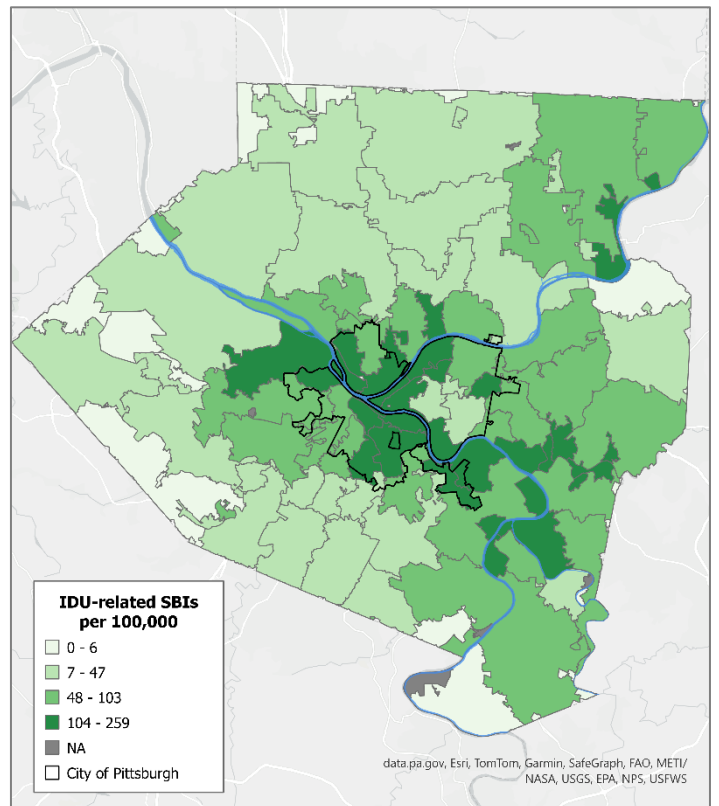 IDU-related SBIs
per 100,000
0 - 6
7 - 47
48 - 103
104 - 259
NA
City of Pittsburgh
data.pa.gov, Esri, TomTom, Garmin, SafeGraph, FAO, METI/
NASA, USGS, EPA, NPS, USFWS